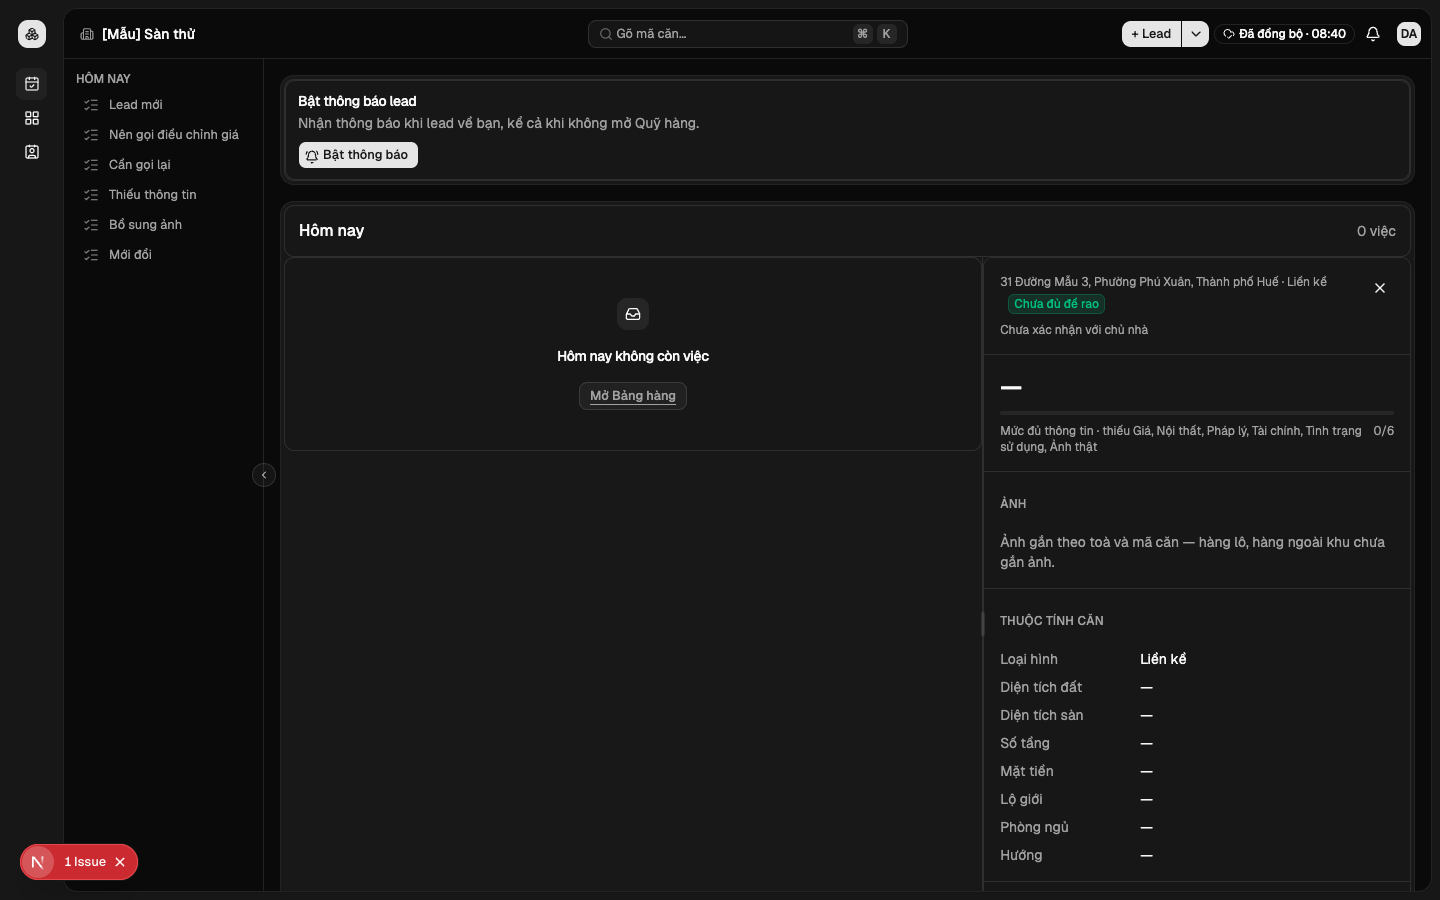 [Mẫu] Sàn thử
Gõ mã căn...
⌘ K
+ Lead
Đã đồng bộ · 08:40
DA
HÔM NAY
Lead mới
Nên gọi điều chỉnh giá
Cần gọi lại
Thiếu thông tin
Bổ sung ảnh
Mới đổi
Bật thông báo lead
Nhận thông báo khi lead về bạn, kể cả khi không mở Quỹ hàng.
Bật thông báo
Hôm nay
0 việc
Hôm nay không còn việc
Mở Bảng hàng
31 Đường Mẫu 3, Phường Phú Xuân, Thành phố Huế · Liền kề
Chưa đủ để rao
Chưa xác nhận với chủ nhà
—
Mức đủ thông tin · thiếu Giá, Nội thất, Pháp lý, Tài chính, Tình trạng 0/6
sử dụng, Ảnh thật
ẢNH
Ảnh gắn theo toà và mã căn — hàng lô, hàng ngoài khu chưa
gắn ảnh.
THUỘC TÍNH CĂN
Loại hình Liền kề
Diện tích đất —
Diện tích sàn —
Số tầng —
Mặt tiền —
Lộ giới —
Phòng ngủ —
Hướng —
N 1 Issue